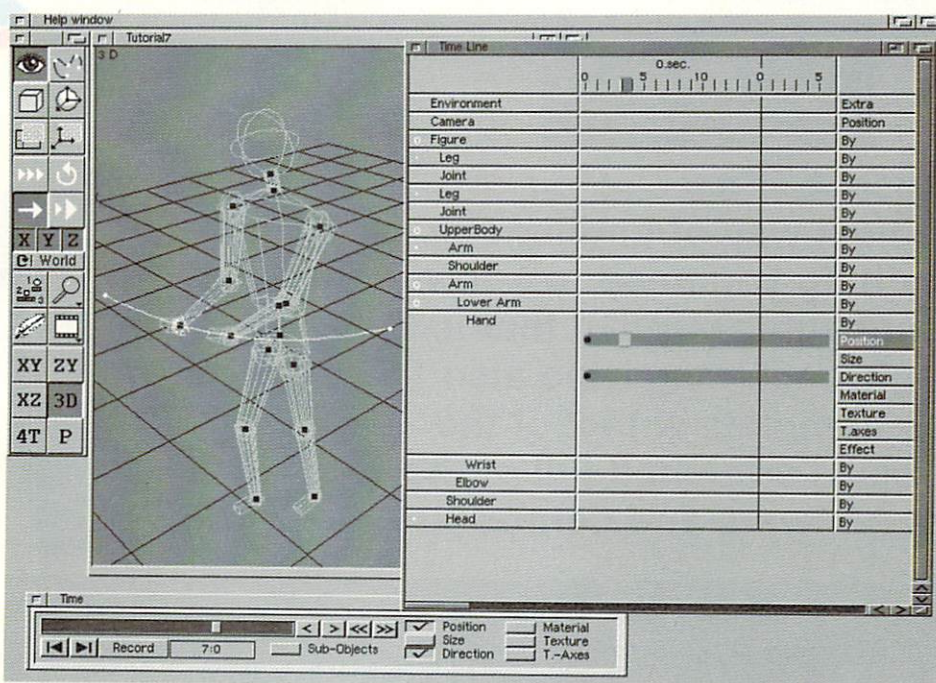 Help window
Tutorial7
3 D
X Y Z
World
XY ZY
XZ 3D
4T P
Time Line
0.sec.
0 5 10 0 5
Environment Extra
Camera Position
Figure By
Leg By
Joint By
Leg By
Joint By
UpperBody By
Arm By
Shoulder By
Arm By
Lower Arm By
Hand By
Position
Size
Direction
Material
Texture
T.axes
Effect
Wrist By
Elbow By
Shoulder By
Head By
Time
< > << >>
Record 7:0
Sub-Objects
Position Material
Size Texture
Direction T.-Axes